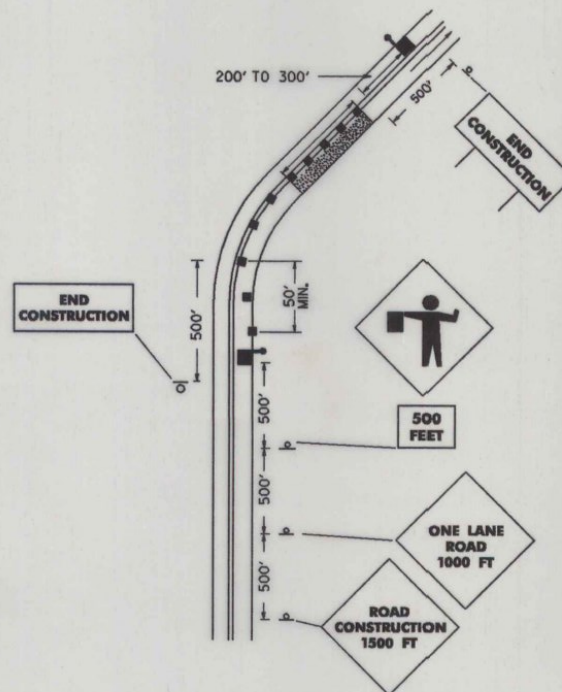 200' TO 300'
500'
END
CONSTRUCTION
END
CONSTRUCTION
500'
50'
MIN.
500'
500
FEET
500'
ONE LANE
ROAD
1000 FT
500'
ROAD
CONSTRUCTION
1500 FT